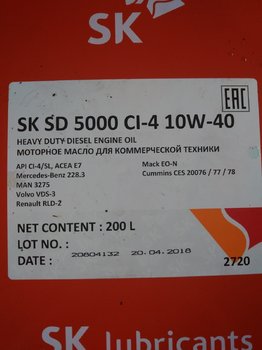 SK
EAC
SK SD 5000 CI-4 10W-40
HEAVY DUTY DIESEL ENGINE OIL
МОТОРНОЕ МАСЛО ДЛЯ КОММЕРЧЕСКОЙ ТЕХНИКИ
API CI-4/SL, ACEA E7
Mercedes-Benz 228.3
MAN 3275
Volvo VDS-3
Renault RLD-2
Mack EO-N
Cummins CES 20076 / 77 / 78
NET CONTENT : 200 L
LOT NO. :
DATE :
20804132 20.04.2018
2720
SK lubricants